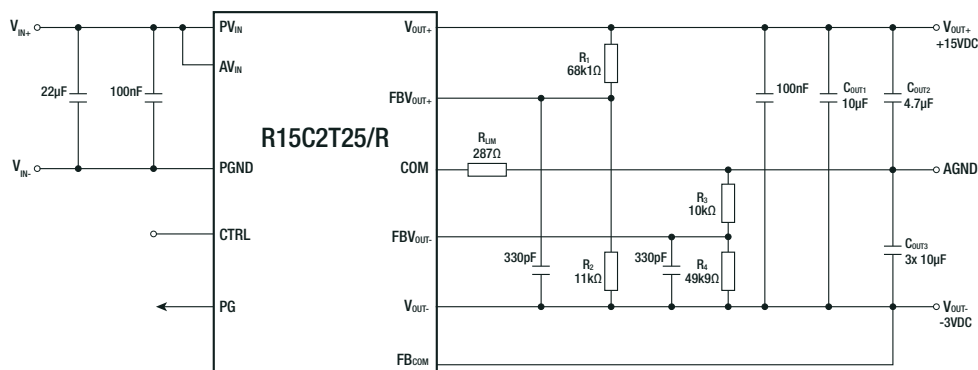 VIN+
PVIN
VOUT+
VOUT+
+15VDC
R1
68k1Ω
AVIN
22µF
100nF
FBVOUT+
100nF
COUT1
10µF
COUT2
4.7µF
R15C2T25/R
RLIM
287Ω
VIN-
PGND
COM
AGND
R3
10kΩ
CTRL
FBVOUT-
COUT3
3x 10µF
330pF
R2
11kΩ
330pF
R4
49k9Ω
PG
VOUT-
VOUT-
-3VDC
FBCOM